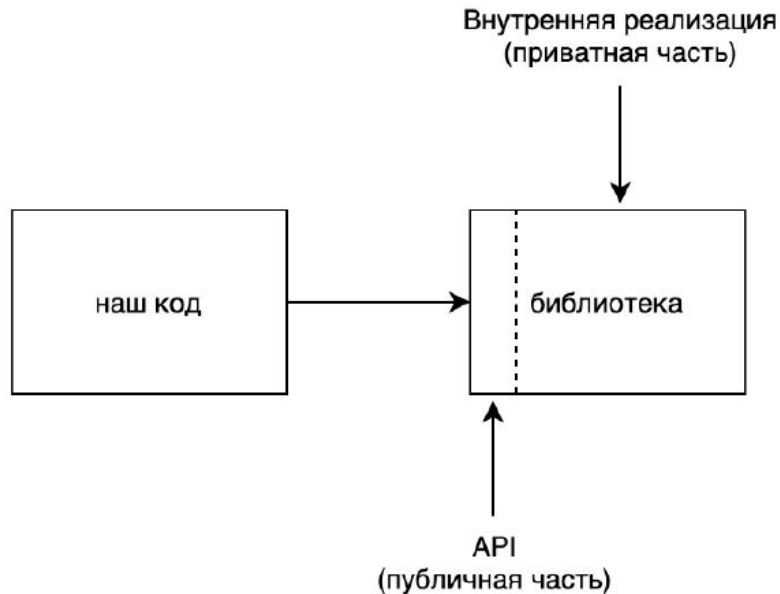 Внутренняя реализация
(приватная часть)
наш код
библиотека
API
(публичная часть)